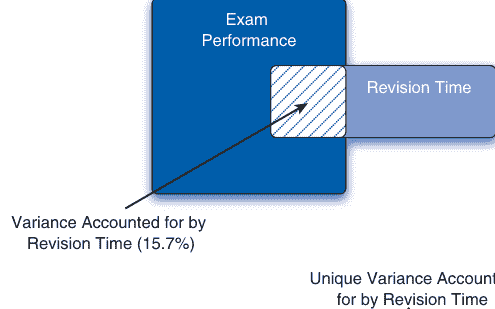 Exam
Performance
Revision Time
Variance Accounted for by
Revision Time (15.7%)
Unique Variance Account
for by Revision Time